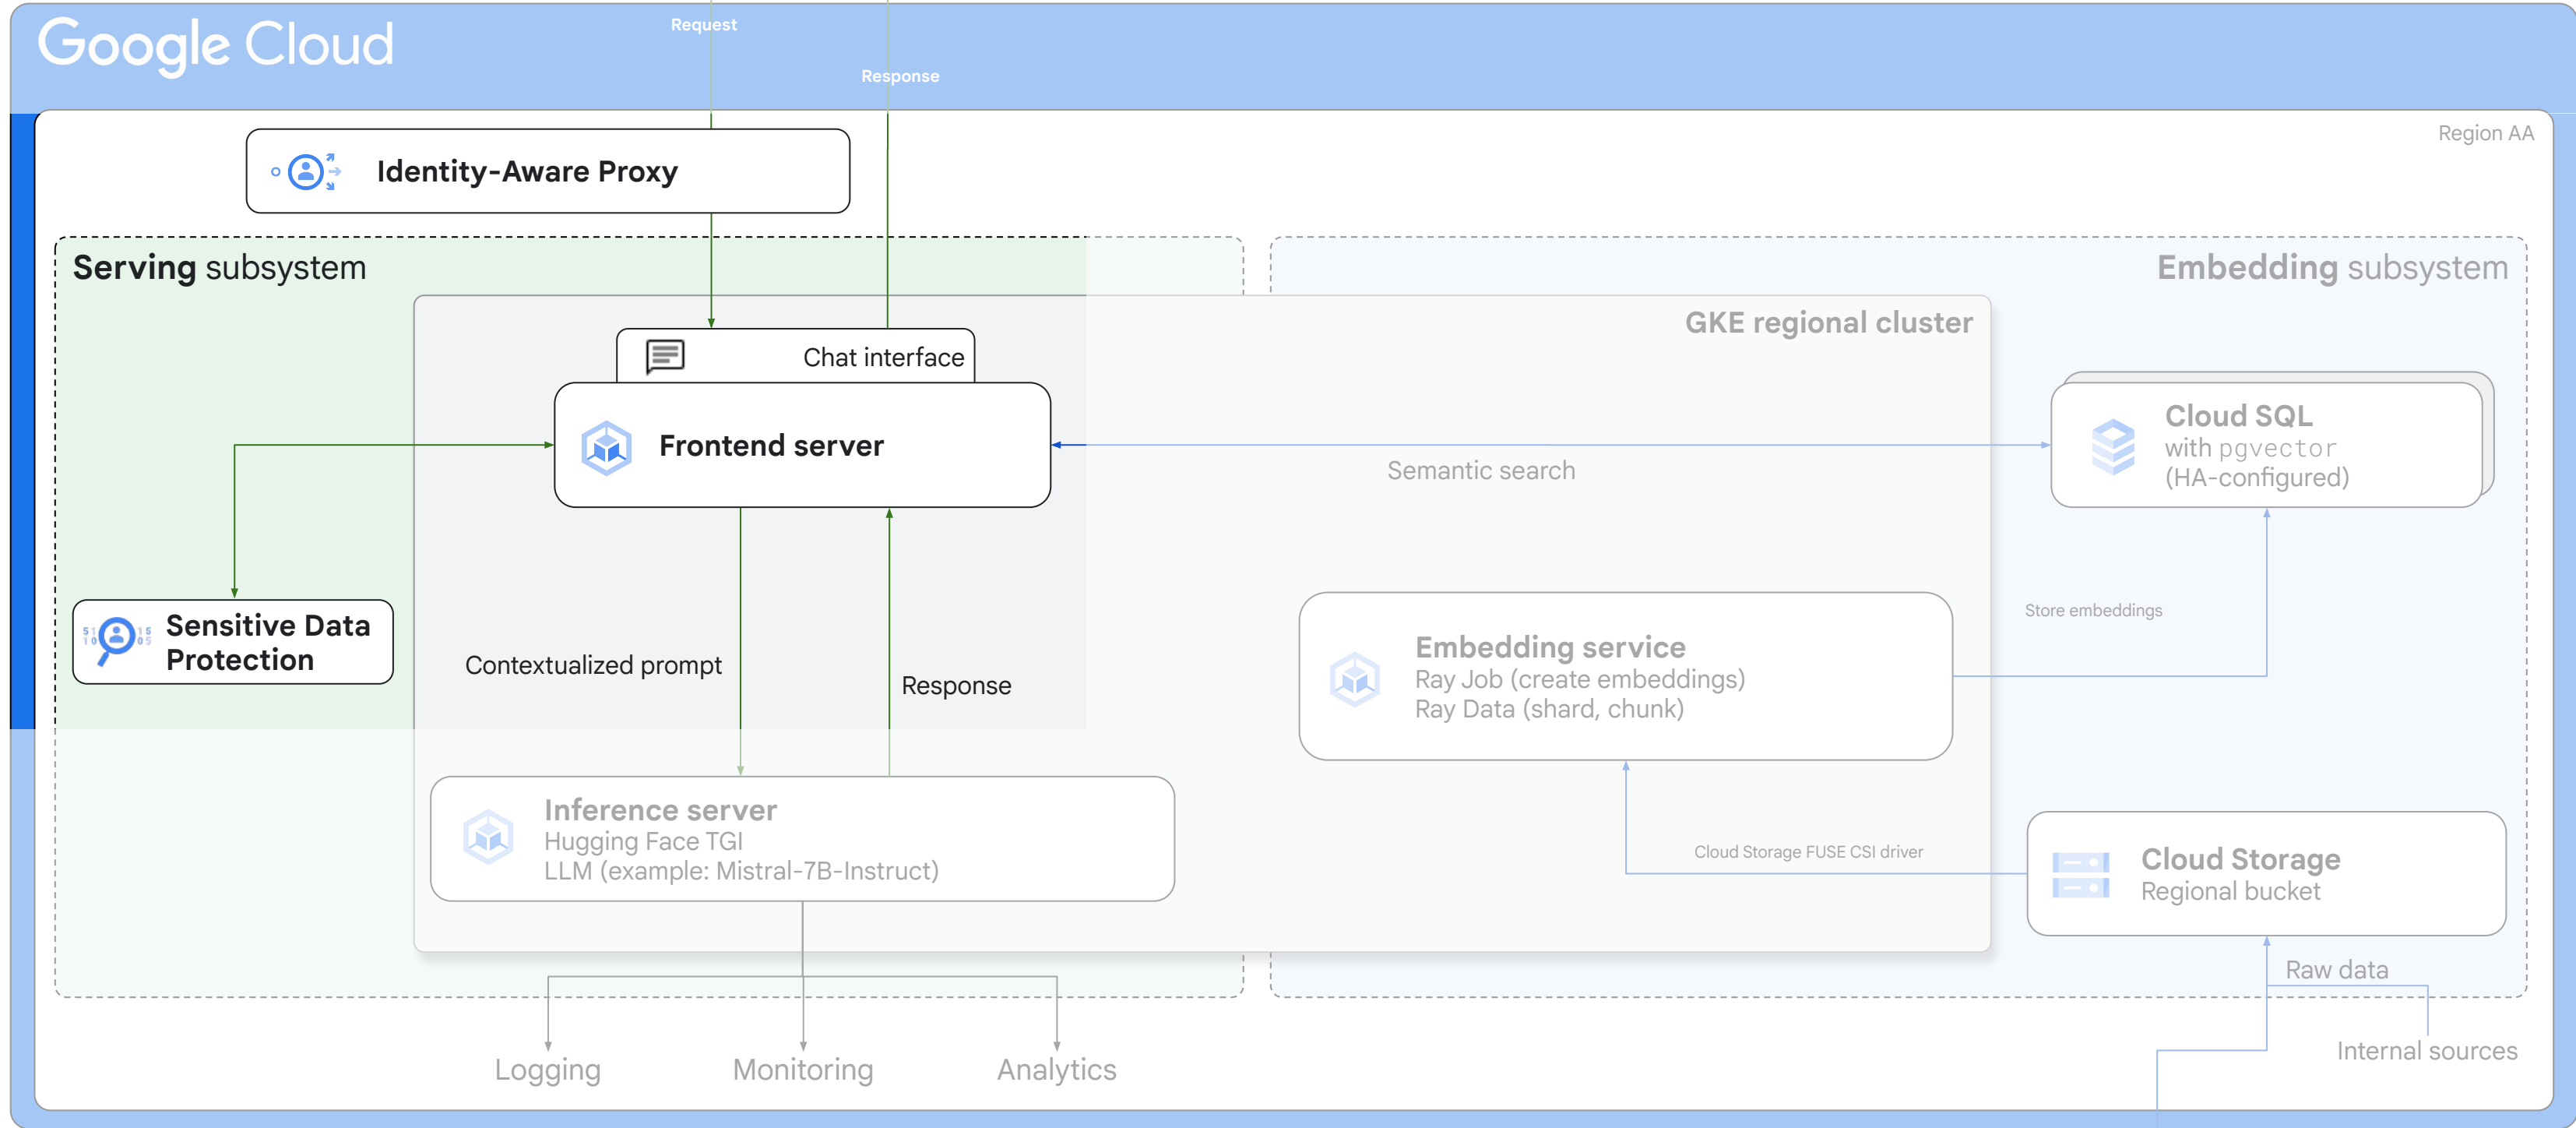 Google Cloud
Request
Response
Region AA
Identity-Aware Proxy
Serving subsystem
Embedding subsystem
GKE regional cluster
Chat interface
Frontend server
Semantic search
Cloud SQL
with pgvector
(HA-configured)
Sensitive Data
Protection
Contextualized prompt
Response
Store embeddings
Embedding service
Ray Job (create embeddings)
Ray Data (shard, chunk)
Inference server
Hugging Face TGI
LLM (example: Mistral-7B-Instruct)
Cloud Storage FUSE CSI driver
Cloud Storage
Regional bucket
Raw data
Internal sources
Logging
Monitoring
Analytics